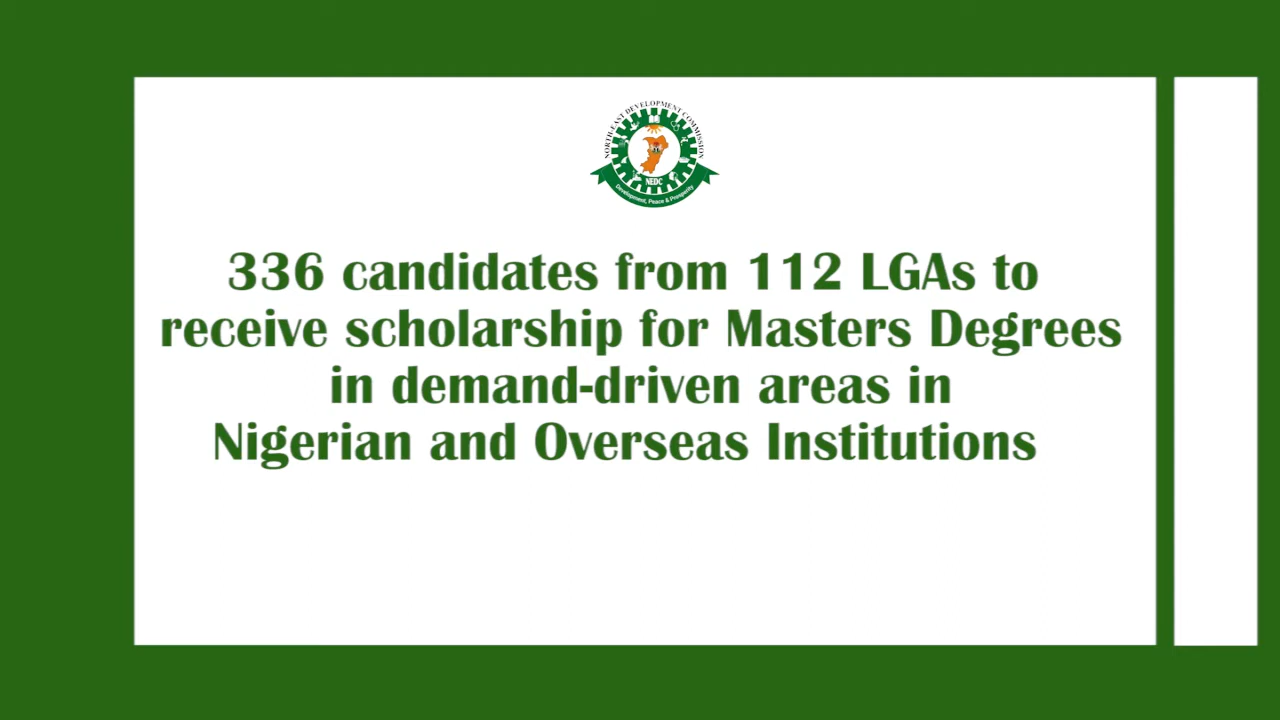 NORTH-EAST DEVELOPMENT COMMISSION
NEDC
Development, Peace & Prosperity
336 candidates from 112 LGAs to
receive scholarship for Masters Degrees
in demand-driven areas in
Nigerian and Overseas Institutions